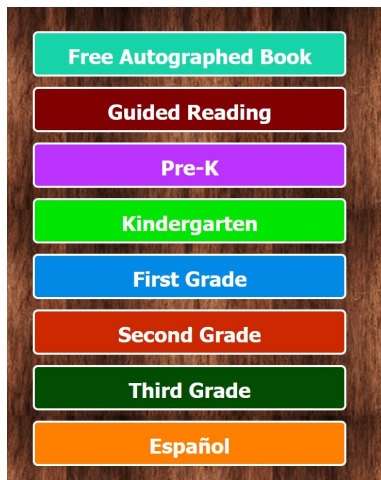 Free Autographed Book
Guided Reading
Pre-K
Kindergarten
First Grade
Second Grade
Third Grade
Español